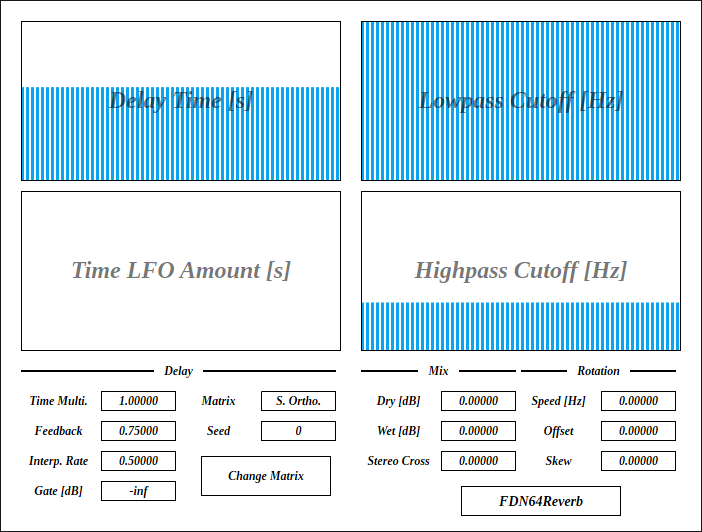 Delay Time [s]
Lowpass Cutoff [Hz]
Time LFO Amount [s]
Highpass Cutoff [Hz]
Delay
Time Multi. 1.00000 Matrix S. Ortho.
Feedback 0.75000 Seed 0
Interp. Rate 0.50000 Change Matrix
Gate [dB] -inf
Mix
Dry [dB] 0.00000
Wet [dB] 0.00000
Stereo Cross 0.00000
Rotation
Speed [Hz] 0.00000
Offset 0.00000
Skew 0.00000
FDN64Reverb